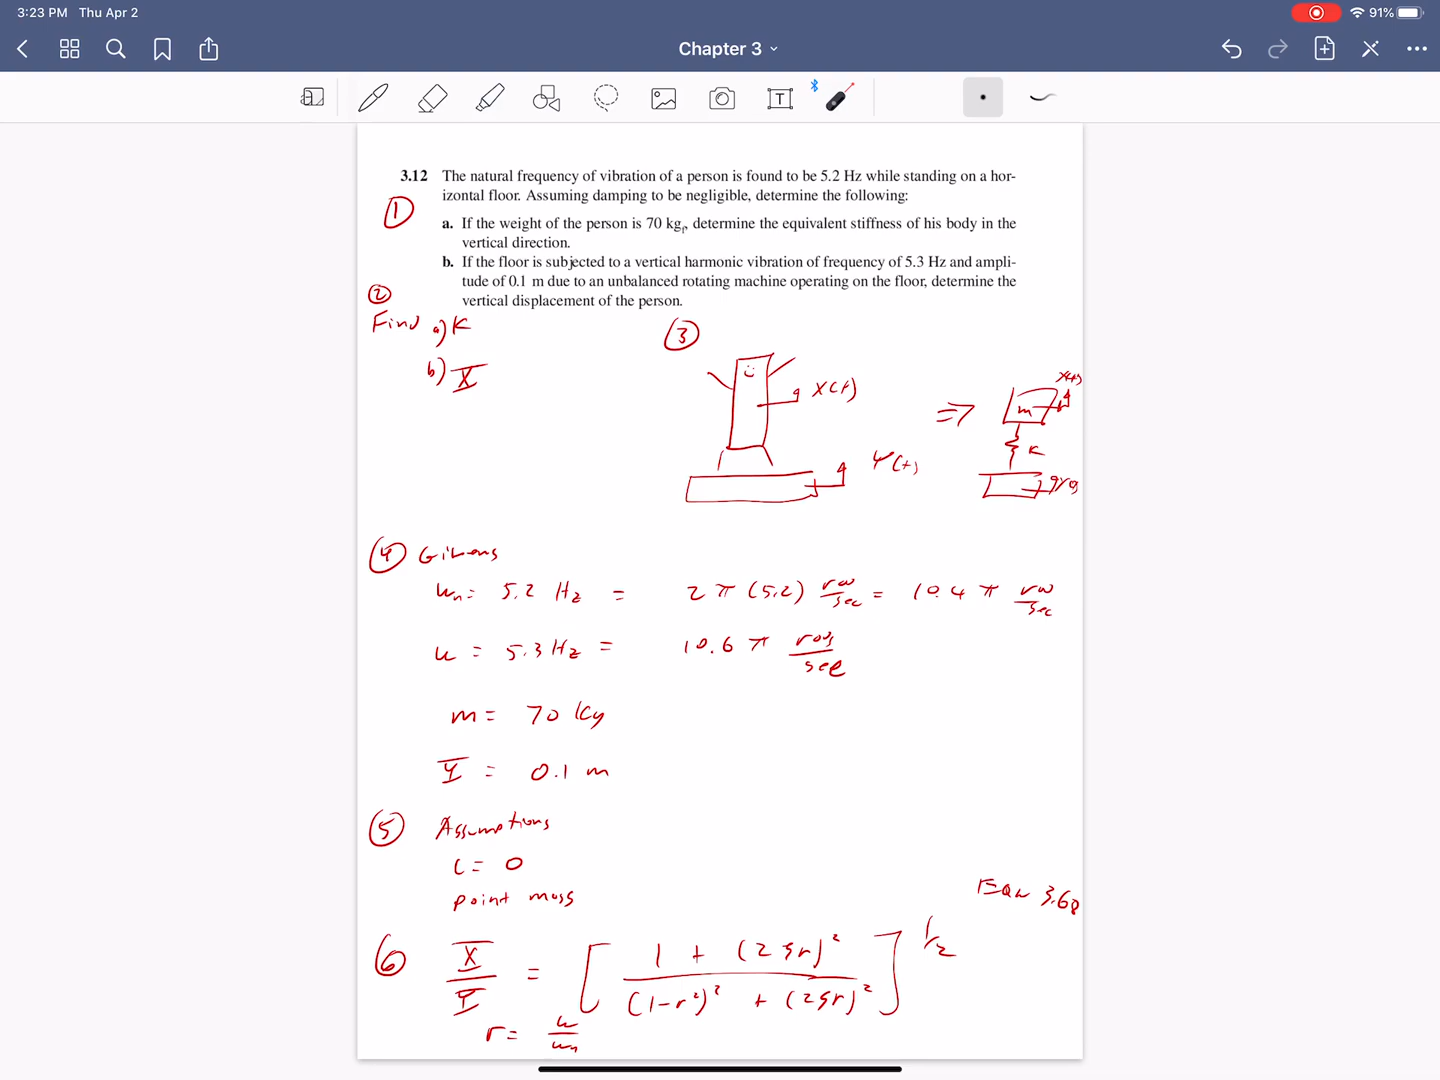 3:23 PM Thu Apr 2
91%
Chapter 3
3.12 The natural frequency of vibration of a person is found to be 5.2 Hz while standing on a hor-
izontal floor. Assuming damping to be negligible, determine the following:
①
a. If the weight of the person is 70 kgf, determine the equivalent stiffness of his body in the
vertical direction.
b. If the floor is subjected to a vertical harmonic vibration of frequency of 5.3 Hz and ampli-
tude of 0.1 m due to an unbalanced rotating machine operating on the floor, determine the
vertical displacement of the person.
②
Find a) K
b) X
③
X(t)
Y(t)
⇒
x(t)
m
K
④ Givens
ωn = 5.2 Hz = 2π(5.2) rad/sec = 10.4 π rad/sec
ω = 5.3 Hz = 10.6 π rad/sec
m = 70 kg
Y = 0.1 m
⑤ Assumptions
c = 0
point mass
Eqn 3.68
⑥ X/Y = [ 1 + (2ζr)² / (1-r²)² + (2ζr)² ]^1/2
r = ω/ωn